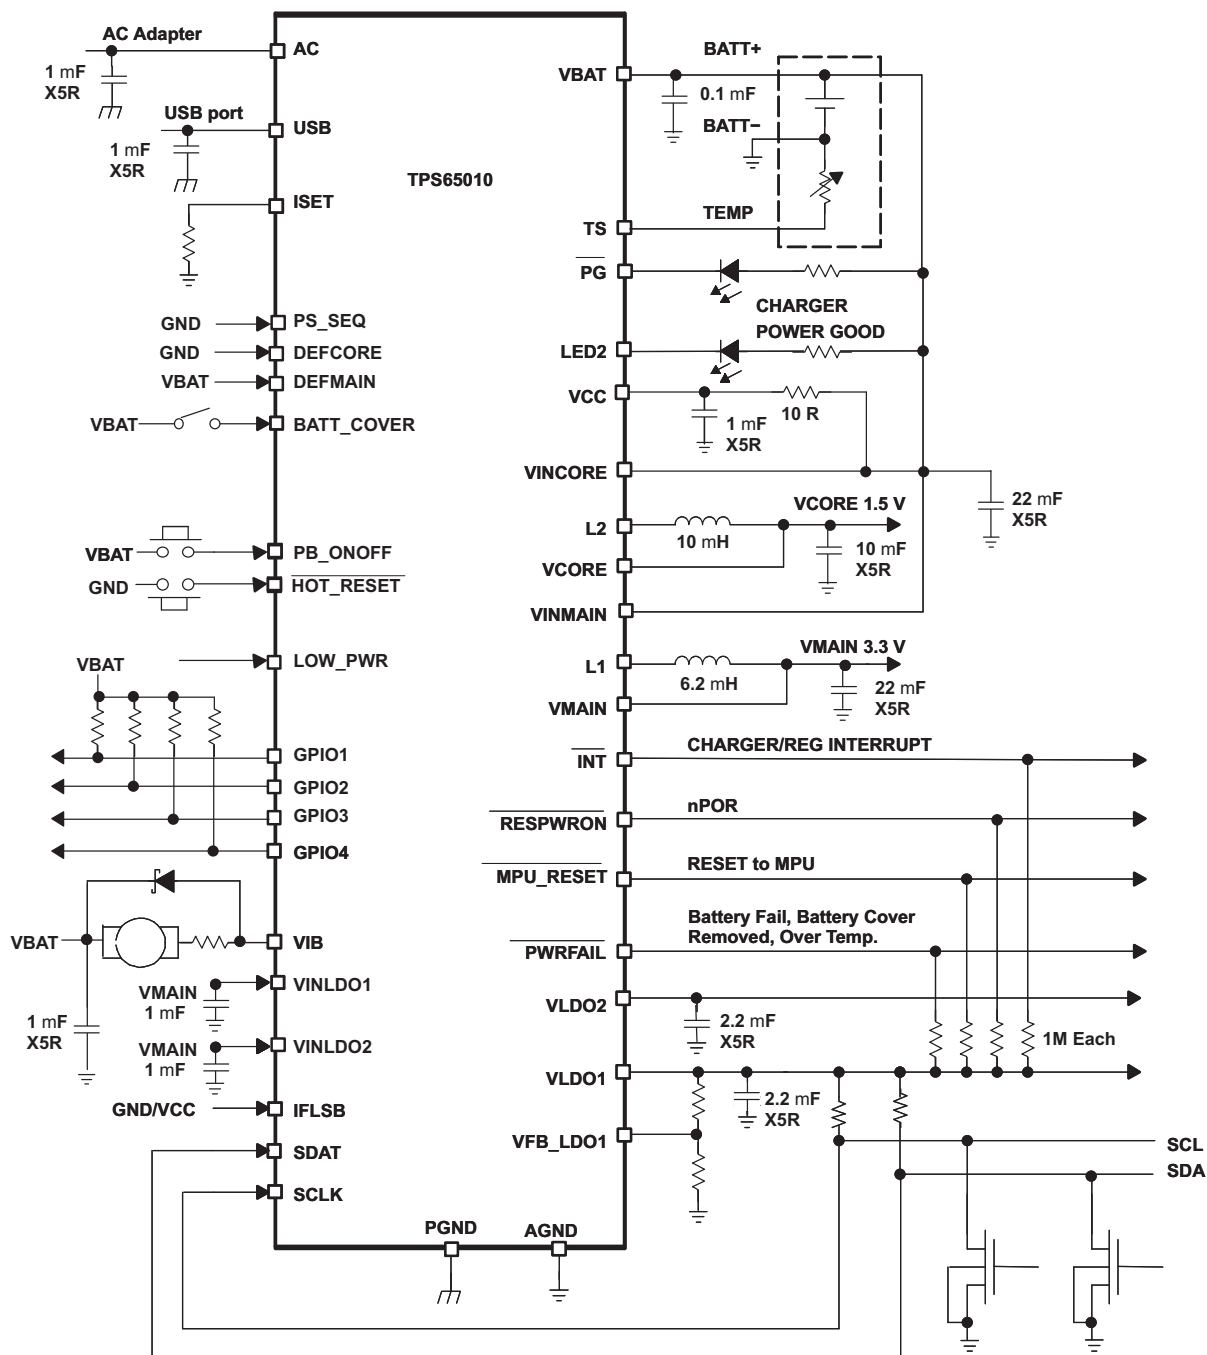 AC Adapter
AC
1 mF
X5R
USB port
USB
1 mF
X5R
ISET
TPS65010
GND
PS_SEQ
GND
DEFCORE
VBAT
DEFMAIN
VBAT
BATT_COVER
VBAT
PB_ONOFF
GND
HOT_RESET
VBAT
LOW_PWR
GPIO1
GPIO2
GPIO3
GPIO4
VBAT
VIB
1 mF
X5R
VMAIN
1 mF
VINLDO1
VMAIN
1 mF
VINLDO2
GND/VCC
IFLSB
SDAT
SCLK
PGND
AGND
BATT+
VBAT
0.1 mF
BATT−
TEMP
TS
PG
CHARGER
POWER GOOD
LED2
VCC
1 mF
X5R
10 R
VINCORE
22 mF
X5R
VCORE 1.5 V
L2
10 mH
10 mF
X5R
VCORE
VINMAIN
VMAIN 3.3 V
L1
6.2 mH
22 mF
X5R
VMAIN
CHARGER/REG INTERRUPT
INT
nPOR
RESPWRON
RESET to MPU
MPU_RESET
Battery Fail, Battery Cover
Removed, Over Temp.
PWRFAIL
VLDO2
2.2 mF
X5R
1M Each
VLDO1
2.2 mF
X5R
VFB_LDO1
SCL
SDA